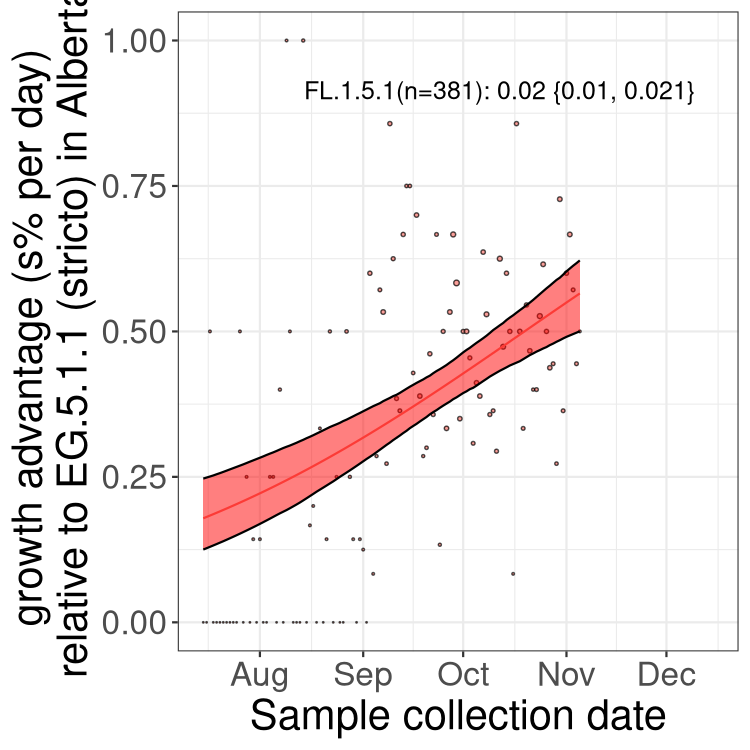 growth advantage (s% per day)
relative to EG.5.1.1 (stricto) in Alberta
1.00
0.75
0.50
0.25
0.00
FL.1.5.1(n=381): 0.02 {0.01, 0.021}
Aug Sep Oct Nov Dec
Sample collection date